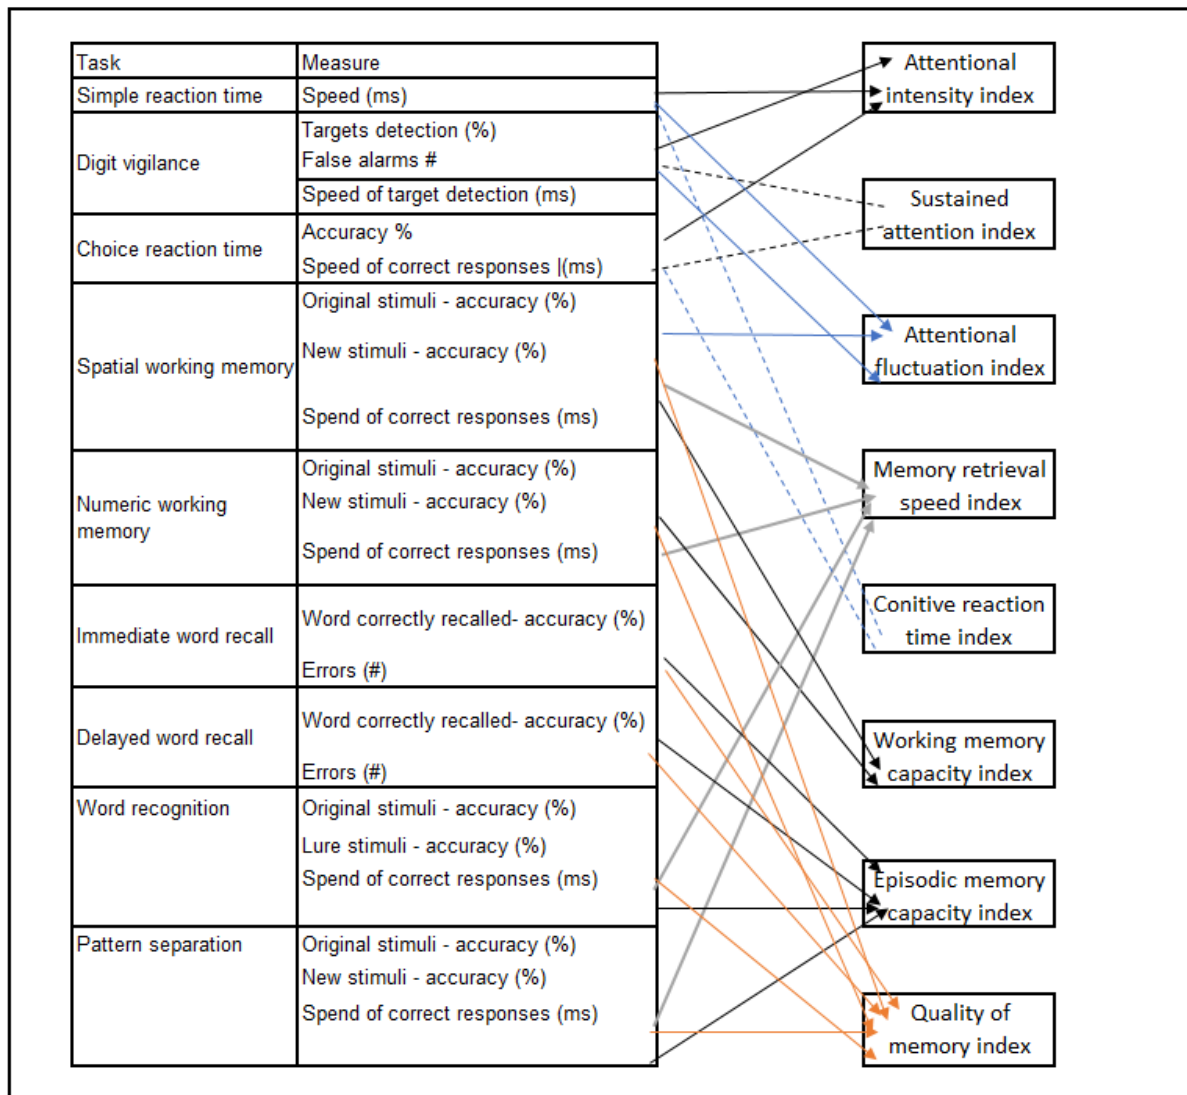 Task
Measure
Simple reaction time
Speed (ms)
Digit vigilance
Targets detection (%)
False alarms #
Speed of target detection (ms)
Choice reaction time
Accuracy %
Speed of correct responses |(ms)
Spatial working memory
Original stimuli - accuracy (%)
New stimuli - accuracy (%)
Spend of correct responses (ms)
Numeric working
memory
Original stimuli - accuracy (%)
New stimuli - accuracy (%)
Spend of correct responses (ms)
Immediate word recall
Word correctly recalled- accuracy (%)
Errors (#)
Delayed word recall
Word correctly recalled- accuracy (%)
Errors (#)
Word recognition
Original stimuli - accuracy (%)
Lure stimuli - accuracy (%)
Spend of correct responses (ms)
Pattern separation
Original stimuli - accuracy (%)
New stimuli - accuracy (%)
Spend of correct responses (ms)
Attentional
intensity index
Sustained
attention index
Attentional
fluctuation index
Memory retrieval
speed index
Conitive reaction
time index
Working memory
capacity index
Episodic memory
capacity index
Quality of
memory index